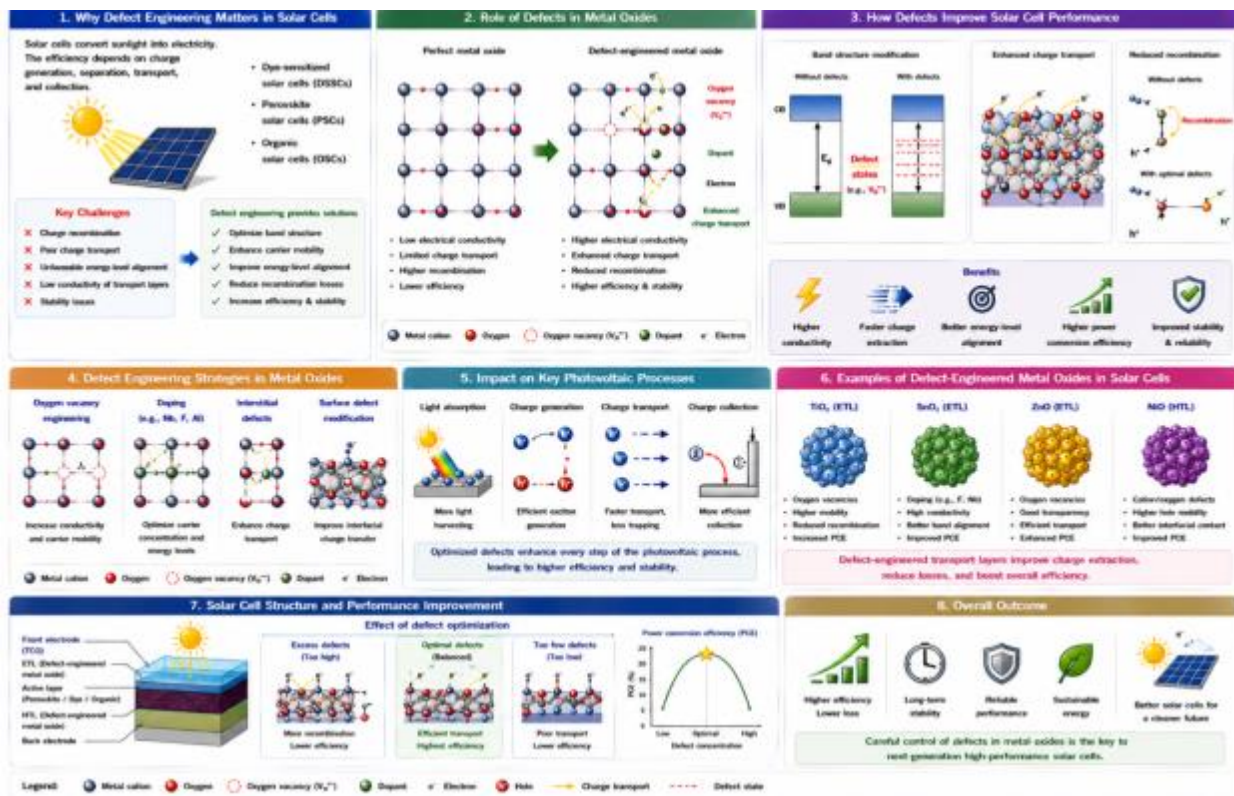 1. Why Defect Engineering Matters in Solar Cells
Solar cells convert sunlight into electricity.
The efficiency depends on charge
generation, separation, transport,
and collection.
• Dye-sensitized
solar cells (DSSCs)
• Perovskite
solar cells (PSCs)
• Organic
solar cells (OSCs)
Key Challenges
Charge recombination
Poor charge transport
Unfavorable energy-level alignment
Low conductivity of transport layers
Stability issues
Defect engineering provides solutions
✓ Optimize band structure
✓ Enhance carrier mobility
✓ Improve energy-level alignment
✓ Reduce recombination losses
✓ Increase efficiency & stability
2. Role of Defects in Metal Oxides
Perfect metal oxide
• Low electrical conductivity
• Limited charge transport
• Higher recombination
• Lower efficiency
Defect-engineered metal oxide
Oxygen
vacancy
Dopant
Electron
Enhanced
charge transport
• Higher electrical conductivity
• Enhanced charge transport
• Reduced recombination
• Higher efficiency & stability
Metal cation Oxygen Oxygen vacancy Dopant e⁻ Electron
3. How Defects Improve Solar Cell Performance
Band structure modification
Without defects
With defects
CB
VB
Eg
Defect
states
Enhanced charge transport
Reduced recombination
Without defects
Recombination
h⁺
With optimal defects
h⁺
h⁺
Benefits
Higher
conductivity
Faster charge
extraction
Better energy-level
alignment
Higher power
conversion efficiency
Improved stability
& reliability
4. Defect Engineering Strategies in Metal Oxides
Oxygen vacancy
engineering
Increase conductivity
and carrier mobility
Doping
(e.g., Nb, F, Al)
Optimize carrier
concentration and
energy levels
Interstitial
defects
Enhance charge
transport
Surface defect
modification
Improve interfacial
charge transfer
Metal cation Oxygen Oxygen vacancy Dopant e⁻ Electron
5. Impact on Key Photovoltaic Processes
Light absorption
More light
harvesting
Charge generation
Efficient exciton
generation
Charge transport
Faster transport,
less trapping
Charge collection
More efficient
collection
Optimized defects enhance every step of the photovoltaic process,
leading to higher efficiency and stability.
6. Examples of Defect-Engineered Metal Oxides in Solar Cells
TiO₂ (ETL)
• Oxygen vacancies
• Higher mobility
• Reduced recombination
• Increased PCE
SnO₂ (ETL)
• Doping (e.g., F, Nb)
• High conductivity
• Better band alignment
• Improved PCE
ZnO (ETL)
• Oxygen vacancies
• Good transparency
• Efficient transport
• Enhanced PCE
NiO (HTL)
• Cation/oxygen defects
• Higher hole mobility
• Better interfacial contact
• Improved PCE
Defect-engineered transport layers improve charge extraction,
reduce losses, and boost overall efficiency.
7. Solar Cell Structure and Performance Improvement
Front electrode
(TCO)
ETL (Defect-engineered
metal oxide)
Active layer
(Perovskite / Dye / Organic)
HTL (Defect-engineered
metal oxide)
Back electrode
Effect of defect optimization
Excess defects
(Too high)
More recombination
Lower efficiency
Optimal defects
(Balanced)
Efficient transport
Highest efficiency
Too few defects
(Too low)
Poor transport
Lower efficiency
Power conversion efficiency (PCE)
PCE (%)
Low Optimal High
Defect concentration
8. Overall Outcome
Higher efficiency
Lower loss
Long-term
stability
Reliable
performance
Sustainable
energy
Better solar cells for
a cleaner future
Careful control of defects in metal oxides is the key to
next generation high-performance solar cells.
Legend: Metal cation Oxygen Oxygen vacancy Dopant e⁻ Electron Hole Charge transport Defect state